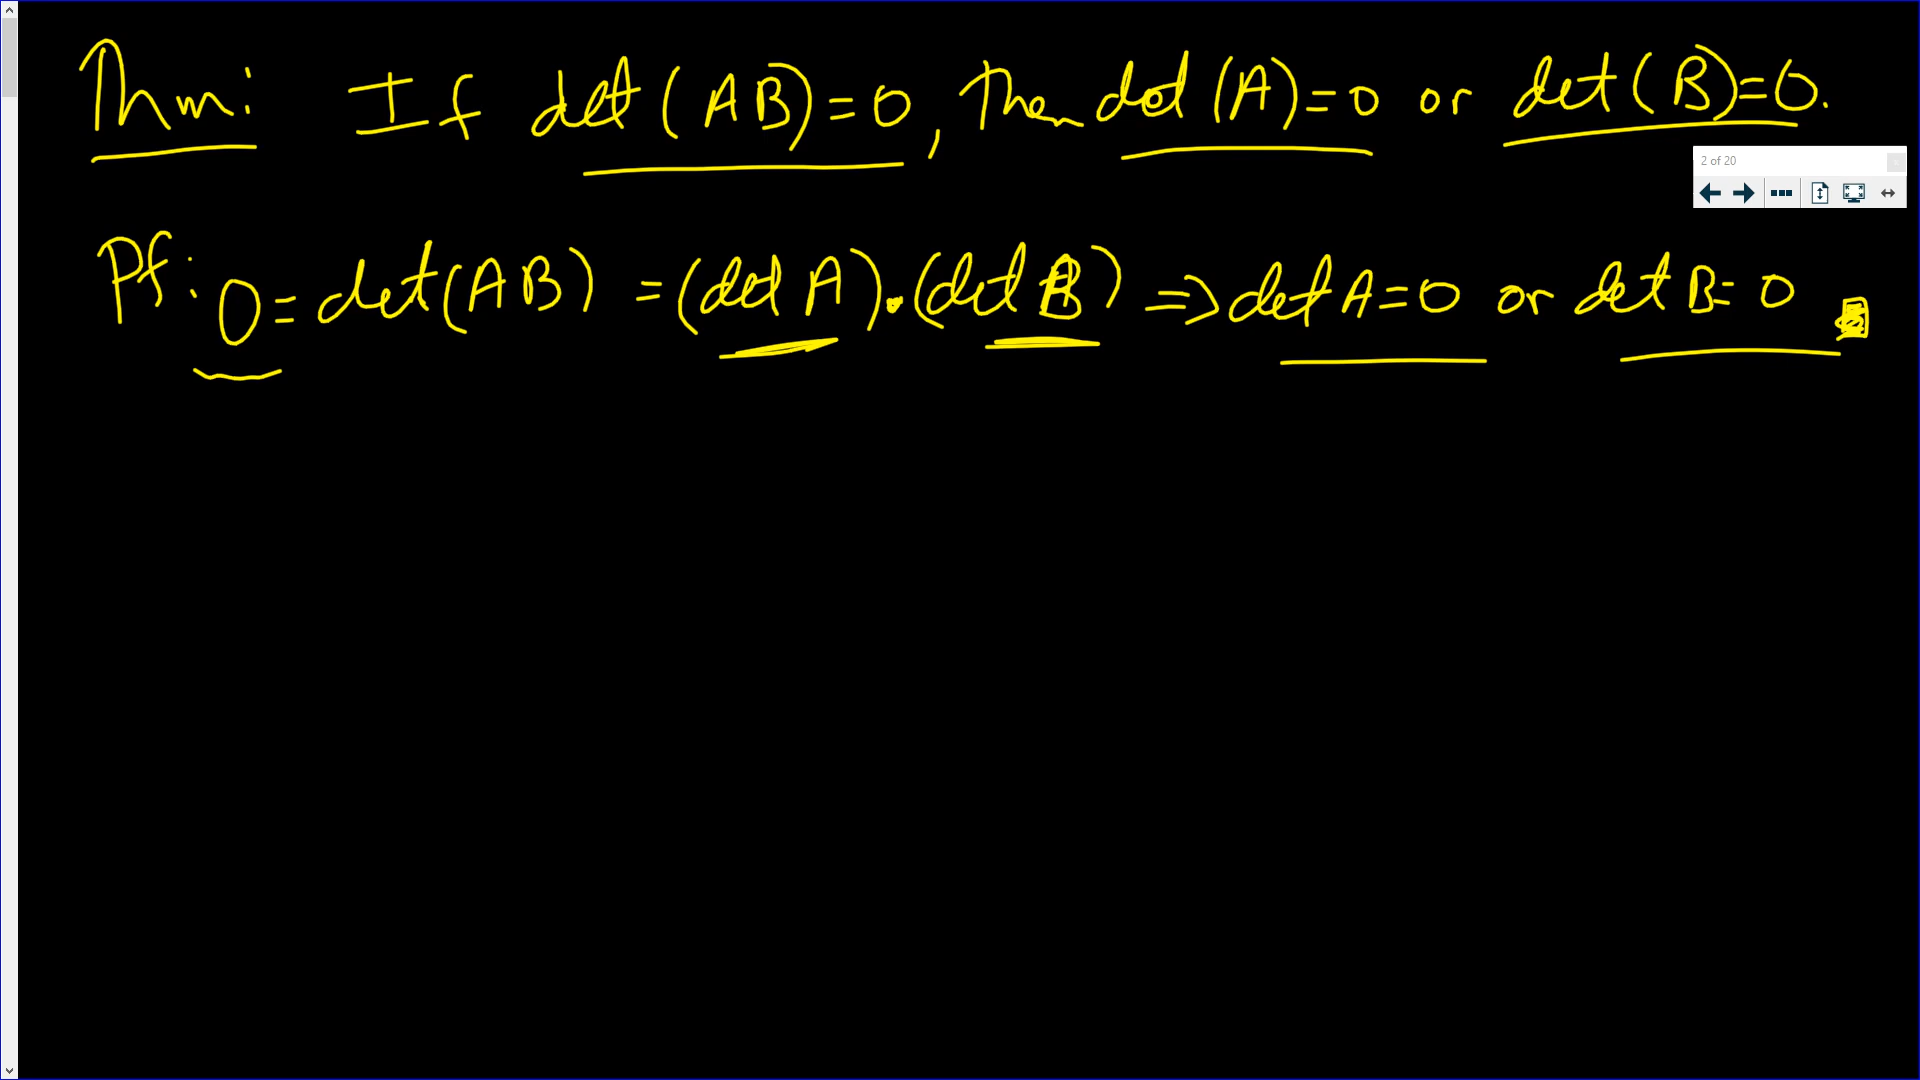 Thm: If det(AB)=0, Then det(A)=0 or det(B)=0.
2 of 20
Pf: 0=det(AB) =(det A)·(det B) ⇒ det A=0 or det B=0